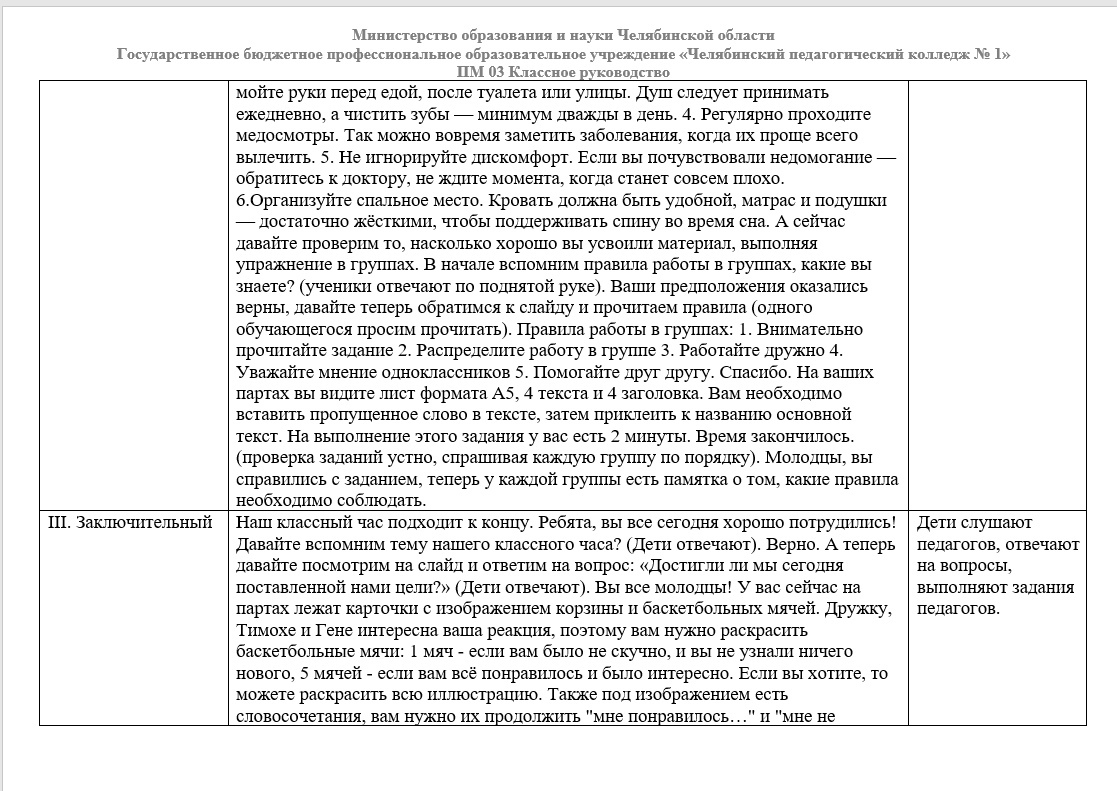 Министерство образования и науки Челябинской области
Государственное бюджетное профессиональное образовательное учреждение «Челябинский педагогический колледж № 1»
ПМ 03 Классное руководство
мойте руки перед едой, после туалета или улицы. Душ следует принимать
ежедневно, а чистить зубы — минимум дважды в день. 4. Регулярно проходите
медосмотры. Так можно вовремя заметить заболевания, когда их проще всего
вылечить. 5. Не игнорируйте дискомфорт. Если вы почувствовали недомогание —
обратитесь к доктору, не ждите момента, когда станет совсем плохо.
6.Организуйте спальное место. Кровать должна быть удобной, матрас и подушки
— достаточно жёсткими, чтобы поддерживать спину во время сна. А сейчас
давайте проверим то, насколько хорошо вы усвоили материал, выполняя
упражнение в группах. В начале вспомним правила работы в группах, какие вы
знаете? (ученики отвечают по поднятой руке). Ваши предположения оказались
верны, давайте теперь обратимся к слайду и прочитаем правила (одного
обучающегося просим прочитать). Правила работы в группах: 1. Внимательно
прочитайте задание 2. Распределите работу в группе 3. Работайте дружно 4.
Уважайте мнение одноклассников 5. Помогайте друг другу. Спасибо. На ваших
партах вы видите лист формата А5, 4 текста и 4 заголовка. Вам необходимо
вставить пропущенное слово в тексте, затем приклеить к названию основной
текст. На выполнение этого задания у вас есть 2 минуты. Время закончилось.
(проверка заданий устно, спрашивая каждую группу по порядку). Молодцы, вы
справились с заданием, теперь у каждой группы есть памятка о том, какие правила
необходимо соблюдать.
III. Заключительный
Наш классный час подходит к концу. Ребята, вы все сегодня хорошо потрудились!
Давайте вспомним тему нашего классного часа? (Дети отвечают). Верно. А теперь
давайте посмотрим на слайд и ответим на вопрос: «Достигли ли мы сегодня
поставленной нами цели?» (Дети отвечают). Вы все молодцы! У вас сейчас на
партах лежат карточки с изображением корзины и баскетбольных мячей. Дружку,
Тимохе и Гене интересна ваша реакция, поэтому вам нужно раскрасить
баскетбольные мячи: 1 мяч - если вам было не скучно, и вы не узнали ничего
нового, 5 мячей - если вам всё понравилось и было интересно. Если вы хотите, то
можете раскрасить всю иллюстрацию. Также под изображением есть
словосочетания, вам нужно их продолжить "мне понравилось…" и "мне не
Дети слушают
педагогов, отвечают
на вопросы,
выполняют задания
педагогов.